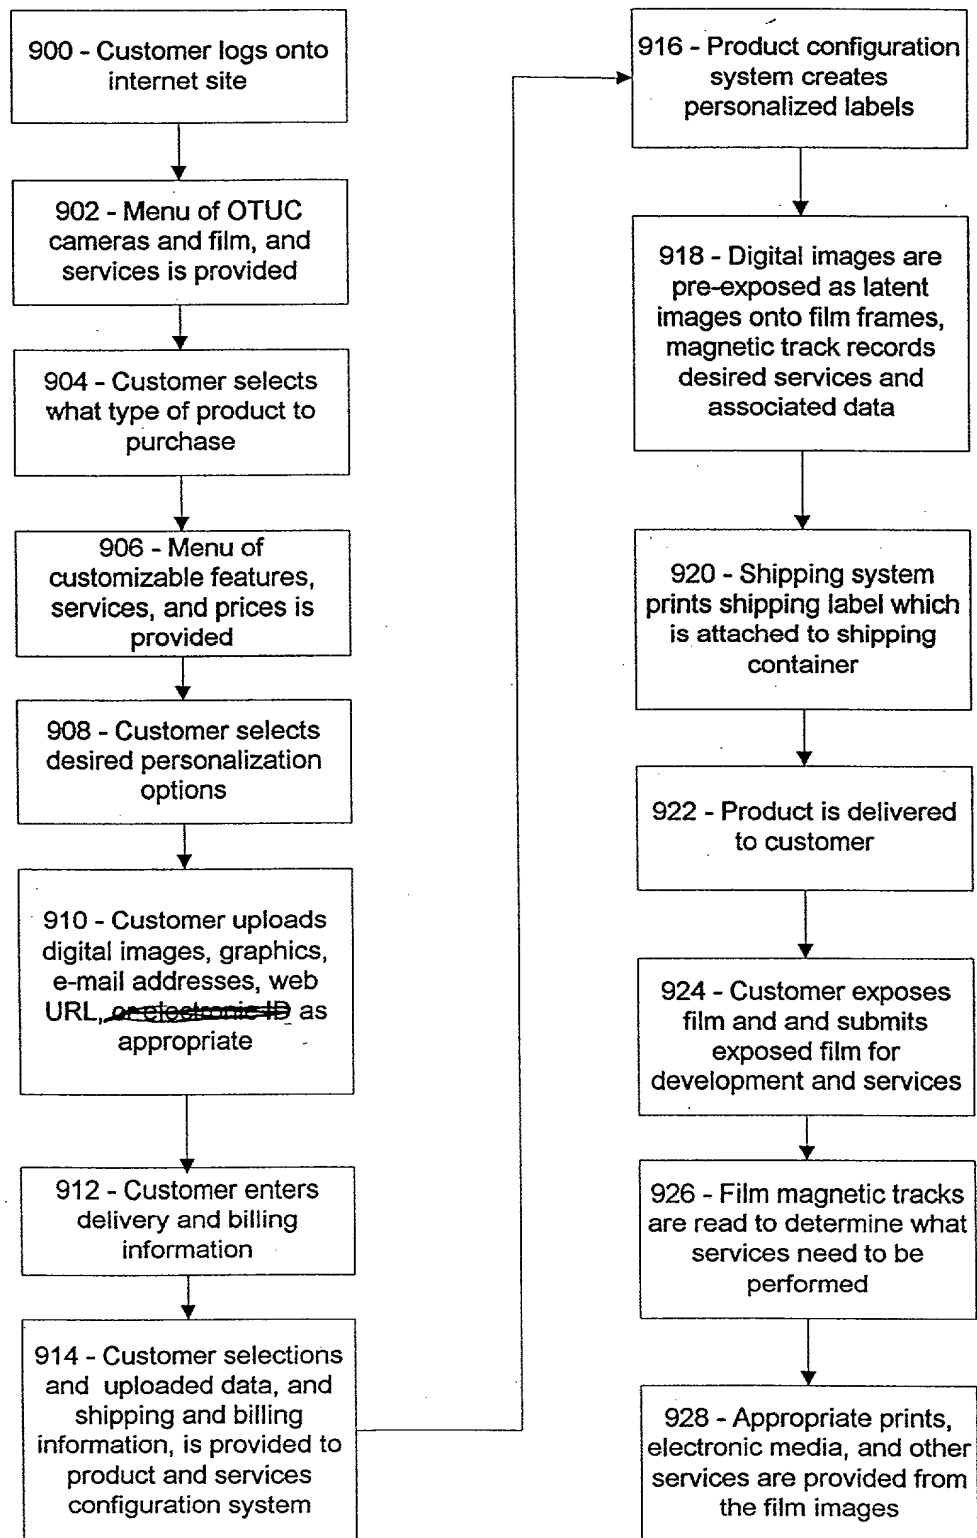 900 - Customer logs onto
internet site
902 - Menu of OTUC
cameras and film, and
services is provided
904 - Customer selects
what type of product to
purchase
906 - Menu of
customizable features,
services, and prices is
provided
908 - Customer selects
desired personalization
options
910 - Customer uploads
digital images, graphics,
e-mail addresses, web
URL, or electronic ID as
appropriate
912 - Customer enters
delivery and billing
information
914 - Customer selections
and uploaded data, and
shipping and billing
information, is provided to
product and services
configuration system
916 - Product configuration
system creates
personalized labels
918 - Digital images are
pre-exposed as latent
images onto film frames,
magnetic track records
desired services and
associated data
920 - Shipping system
prints shipping label which
is attached to shipping
container
922 - Product is delivered
to customer
924 - Customer exposes
film and and submits
exposed film for
development and services
926 - Film magnetic tracks
are read to determine what
services need to be
performed
928 - Appropriate prints,
electronic media, and other
services are provided from
the film images